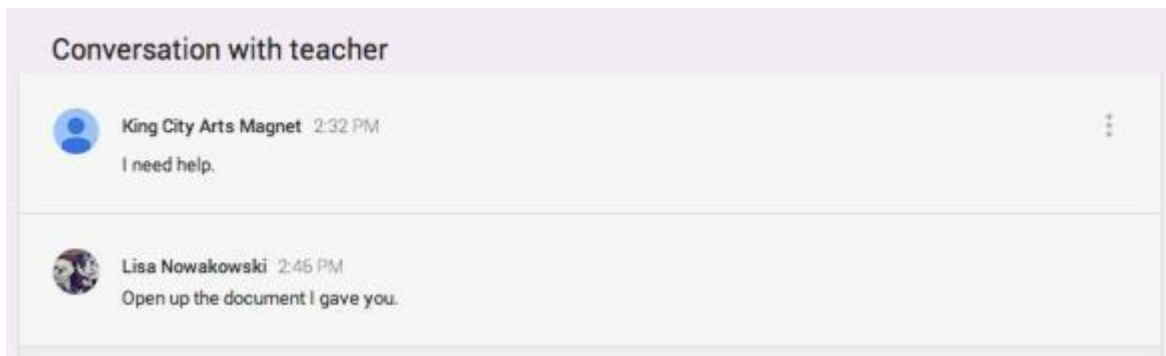 Conversation with teacher
King City Arts Magnet 2:32 PM
I need help.
Lisa Nowakowski 2:46 PM
Open up the document I gave you.